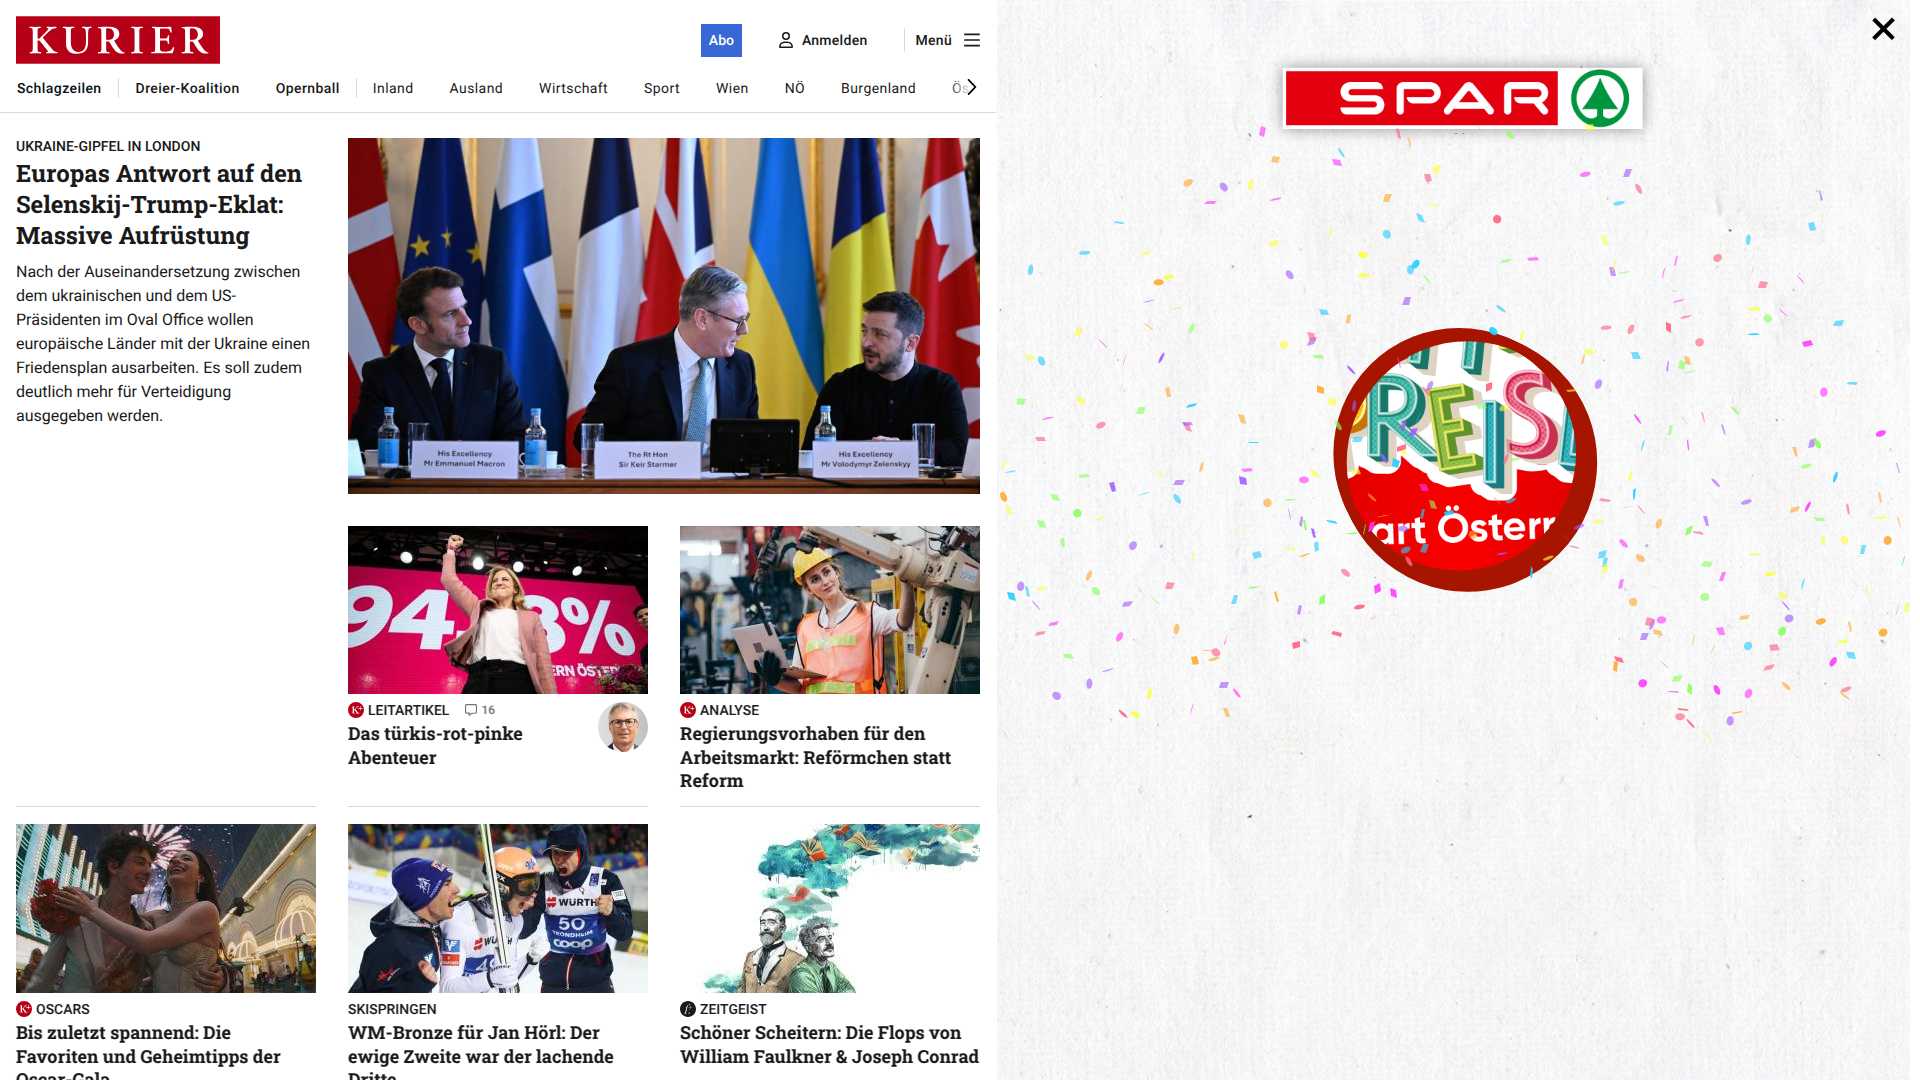 KURIER
Abo
Anmelden
Menü
Schlagzeilen
Dreier-Koalition
Opernball
Inland
Ausland
Wirtschaft
Sport
Wien
NÖ
Burgenland
SPAR
UKRAINE-GIPFEL IN LONDON
Europas Antwort auf den
Selenskij-Trump-Eklat:
Massive Aufrüstung
Nach der Auseinandersetzung zwischen
dem ukrainischen und dem US-
Präsidenten im Oval Office wollen
europäische Länder mit der Ukraine einen
Friedensplan ausarbeiten. Es soll zudem
deutlich mehr für Verteidigung
ausgegeben werden.
His Excellency
Mr Emmanuel Macron
The Rt Hon
Sir Keir Starmer
His Excellency
Mr Volodymyr Zelenskyy
PREISE
art Österr
94,3%
LEITARTIKEL
16
Das türkis-rot-pinke
Abenteuer
ANALYSE
Regierungsvorhaben für den
Arbeitsmarkt: Reförmchen statt
Reform
WÜRTH
50
TRONDHEIM
coop
OSCARS
Bis zuletzt spannend: Die
Favoriten und Geheimtipps der
Oscar-Gala
SKISPRINGEN
WM-Bronze für Jan Hörl: Der
ewige Zweite war der lachende
Dritte
ZEITGEIST
Schöner Scheitern: Die Flops von
William Faulkner & Joseph Conrad